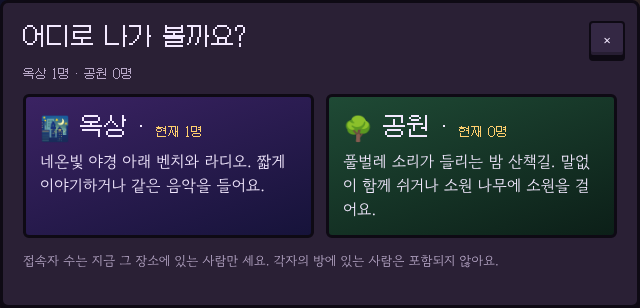 어디로 나가 볼까요?
×
옥상 1명 · 공원 0명
옥상 · 현재 1명
네온빛 야경 아래 벤치와 라디오. 짧게
이야기하거나 같은 음악을 들어요.
공원 · 현재 0명
풀벌레 소리가 들리는 밤 산책길. 말없
이 함께 쉬거나 소원 나무에 소원을 걸
어요.
접속자 수는 지금 그 장소에 있는 사람만 세요. 각자의 방에 있는 사람은 포함되지 않아요.